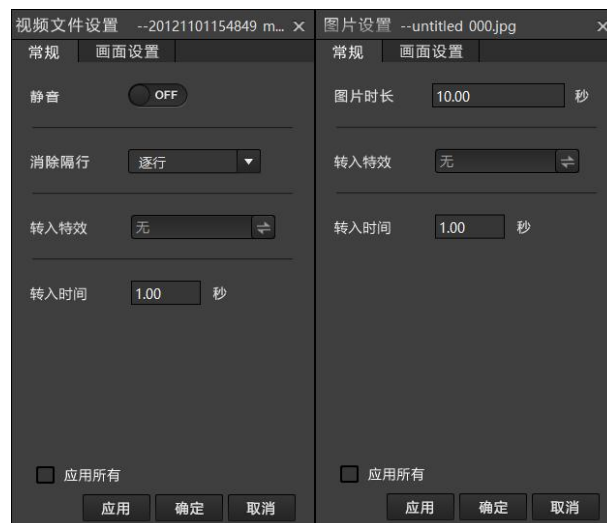 视频文件设置 --20121101154849 m... ×
常规 画面设置
静音 OFF
消除隔行 逐行
转入特效 无
转入时间 1.00 秒
应用所有
应用 确定 取消
图片设置 --untitled 000.jpg ×
常规 画面设置
图片时长 10.00 秒
转入特效 无
转入时间 1.00 秒
应用所有
应用 确定 取消